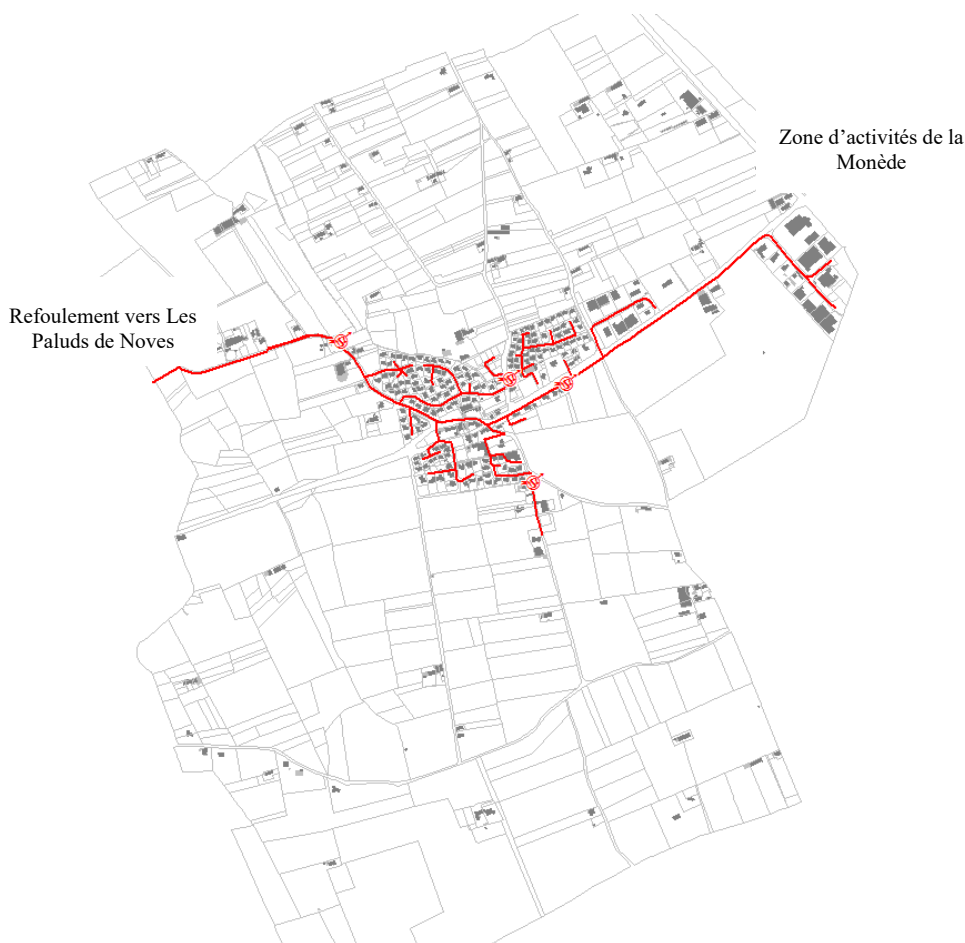 Zone d’activités de la
Monède
Refoulement vers Les
Paluds de Noves